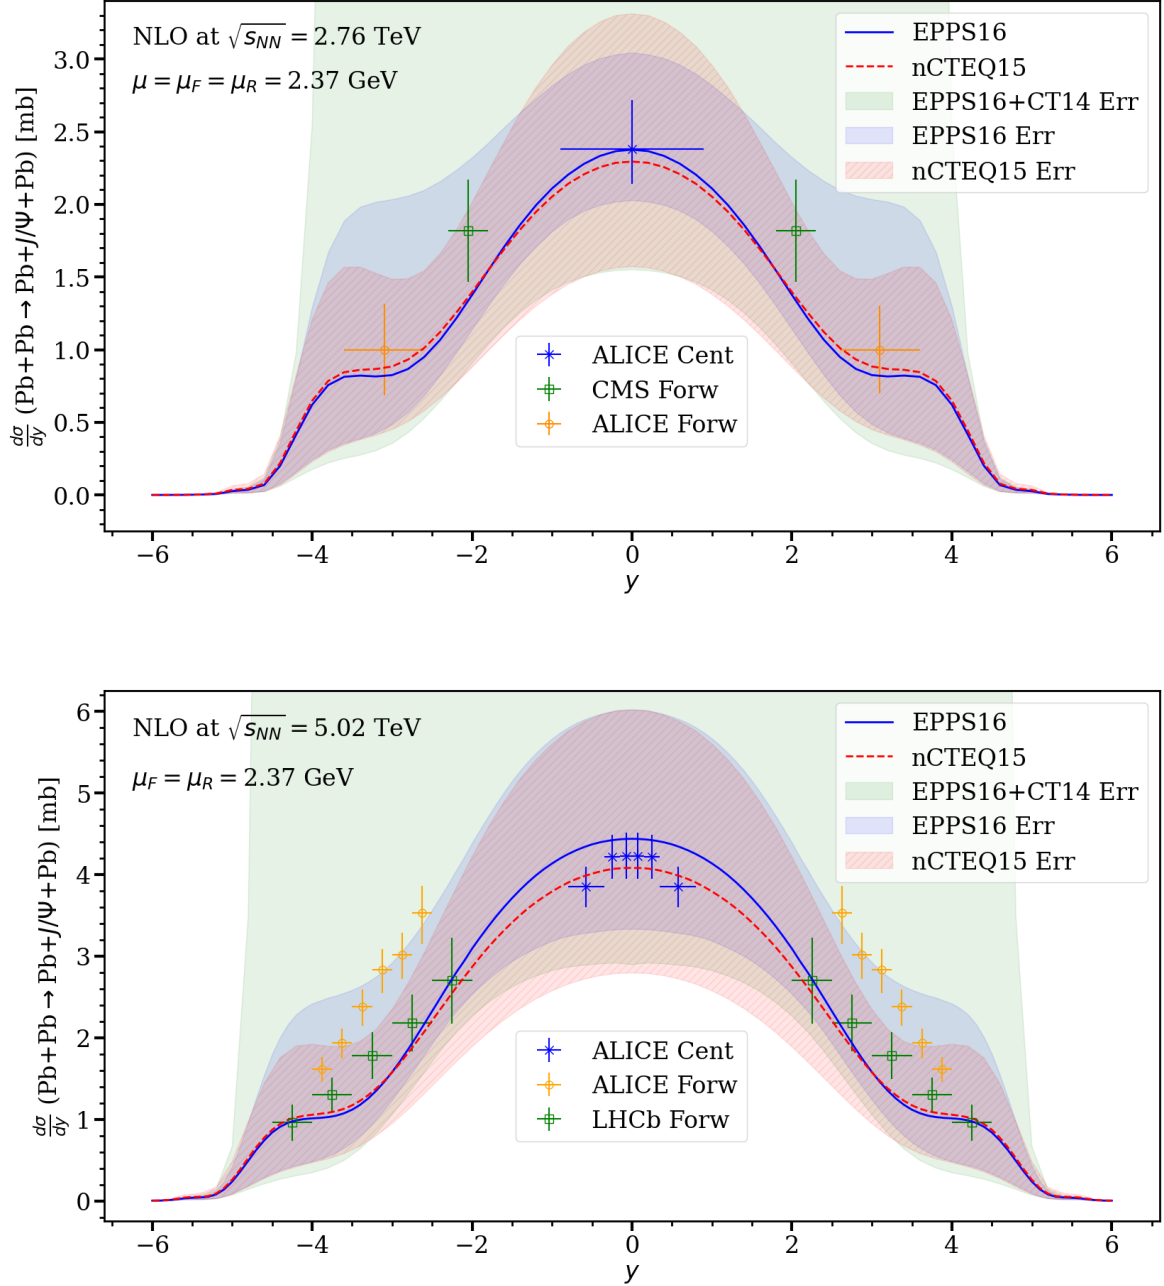 NLO at √s_NN = 2.76 TeV
μ = μ_F = μ_R = 2.37 GeV
EPPS16
nCTEQ15
EPPS16+CT14 Err
EPPS16 Err
nCTEQ15 Err
ALICE Cent
CMS Forw
ALICE Forw
dσ/dy (Pb+Pb → Pb+J/Ψ+Pb) [mb]
3.0
2.5
2.0
1.5
1.0
0.5
0.0
−6 −4 −2 0 2 4 6
y
NLO at √s_NN = 5.02 TeV
μ_F = μ_R = 2.37 GeV
EPPS16
nCTEQ15
EPPS16+CT14 Err
EPPS16 Err
nCTEQ15 Err
ALICE Cent
ALICE Forw
LHCb Forw
dσ/dy (Pb+Pb → Pb+J/Ψ+Pb) [mb]
6
5
4
3
2
1
0
−6 −4 −2 0 2 4 6
y